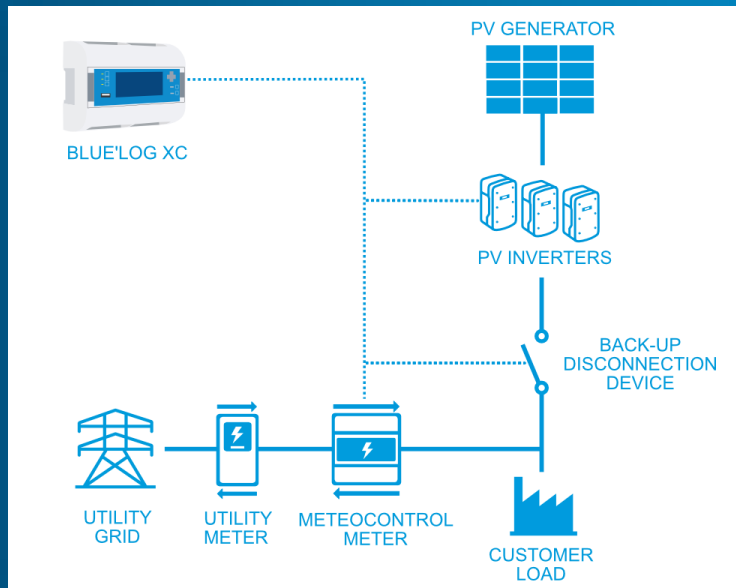 PV GENERATOR
BLUE'LOG XC
PV INVERTERS
BACK-UP
DISCONNECTION
DEVICE
UTILITY
GRID
UTILITY
METER
METEOCONTROL
METER
CUSTOMER
LOAD